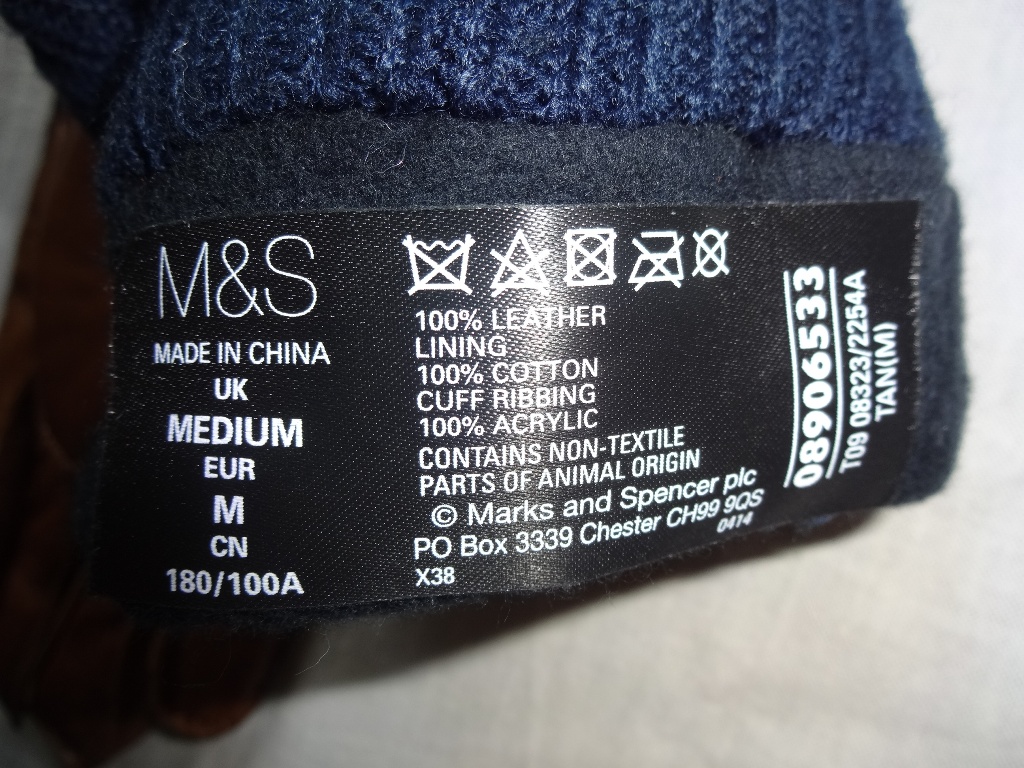 M&S
MADE IN CHINA
UK
MEDIUM
EUR
M
CN
180/100A
100% LEATHER
LINING
100% COTTON
CUFF RIBBING
100% ACRYLIC
CONTAINS NON-TEXTILE
PARTS OF ANIMAL ORIGIN
© Marks and Spencer plc
PO Box 3339 Chester CH99 9QS
0414
X38
08906533
T09 08323/2254A
TAN(M)